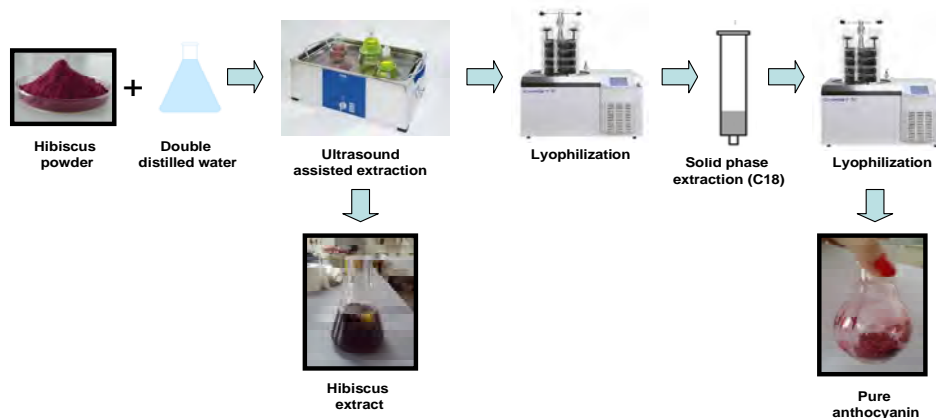 +
Hibiscus
powder
Double
distilled water
Ultrasound
assisted extraction
Lyophilization
Solid phase
extraction (C18)
Lyophilization
Hibiscus
extract
Pure
anthocyanin